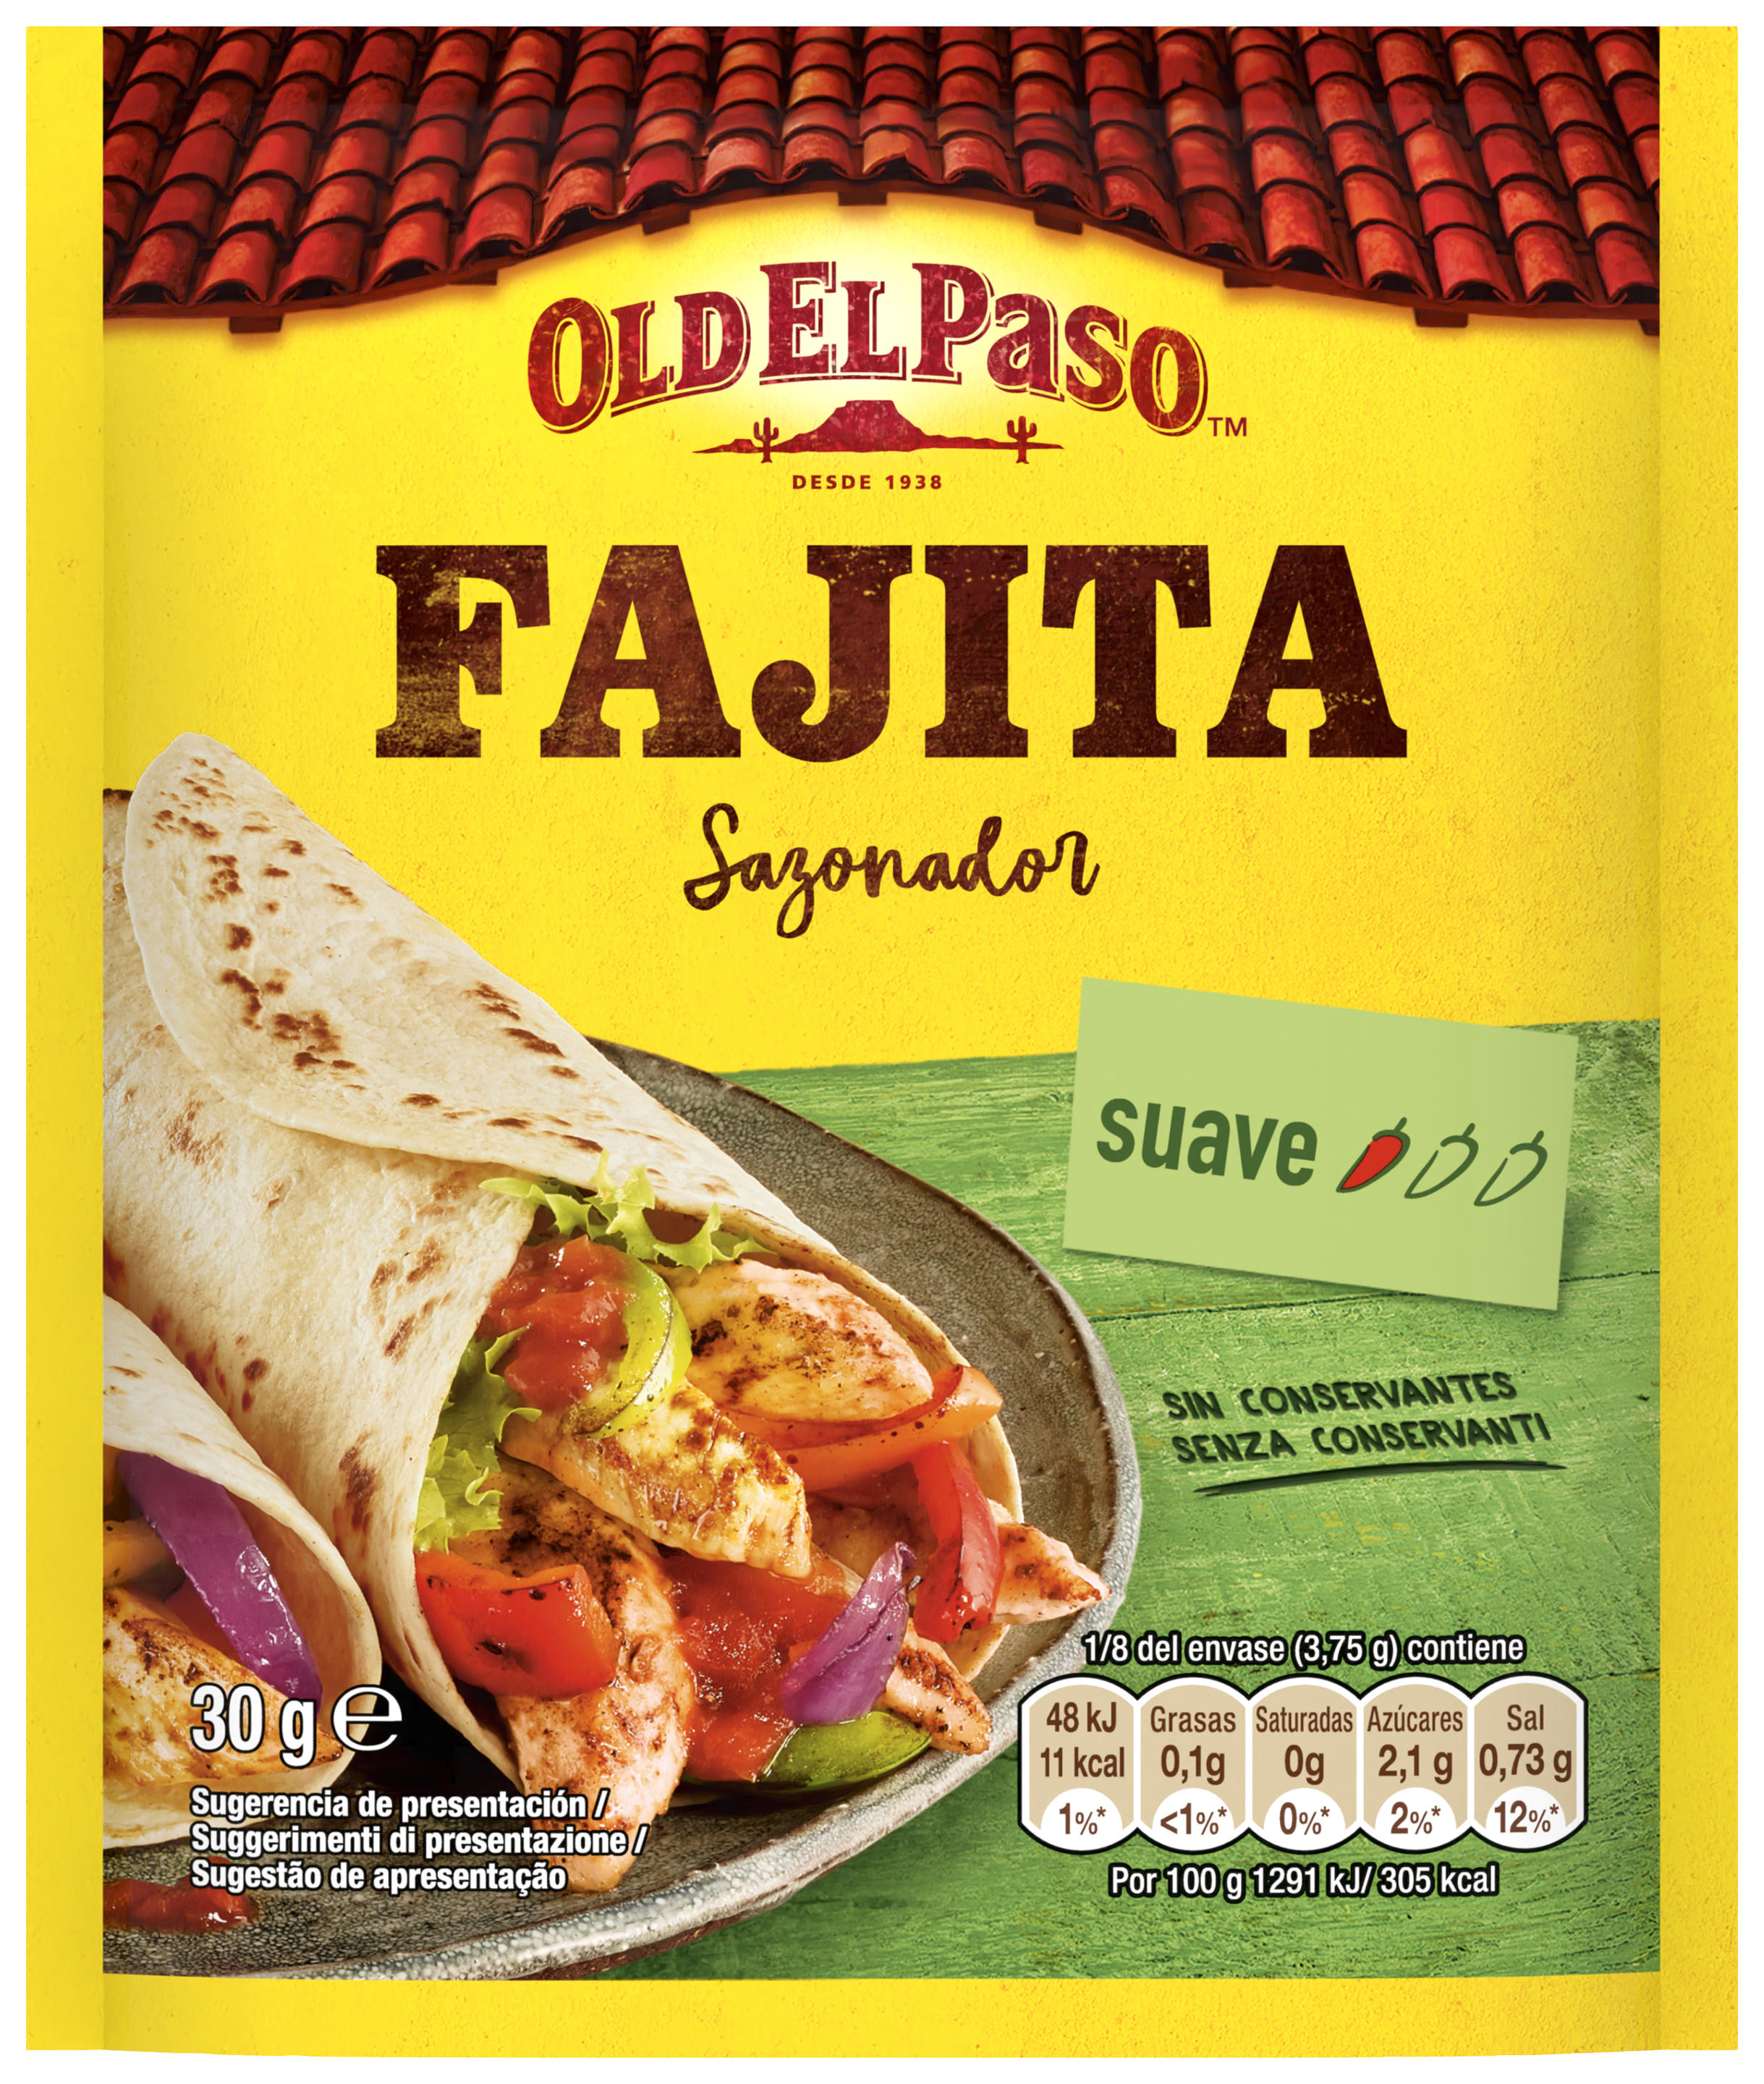 OLD EL PASO™
DESDE 1938
FAJITA
Sazonador
suave
SIN CONSERVANTES
SENZA CONSERVANTI
1/8 del envase (3,75 g) contiene
48 kJ Grasas Saturadas Azúcares Sal
11 kcal 0,1g 0g 2,1 g 0,73 g
1%* <1%* 0%* 2%* 12%*
Por 100 g 1291 kJ/ 305 kcal
30 g ℮
Sugerencia de presentación /
Suggerimenti di presentazione /
Sugestão de apresentação